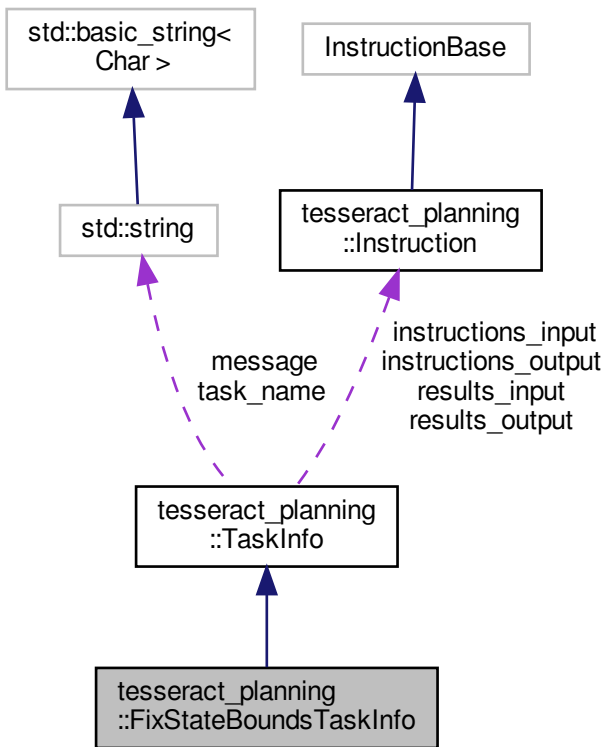 std::basic_string<
Char >
InstructionBase
std::string
tesseract_planning
::Instruction
message
task_name
instructions_input
instructions_output
results_input
results_output
tesseract_planning
::TaskInfo
tesseract_planning
::FixStateBoundsTaskInfo